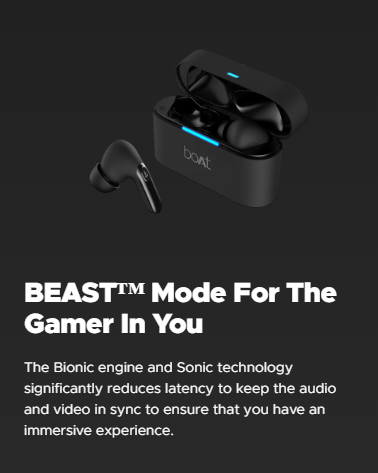 boAt
BEAST™ Mode For The
Gamer In You
The Bionic engine and Sonic technology
significantly reduces latency to keep the audio
and video in sync to ensure that you have an
immersive experience.